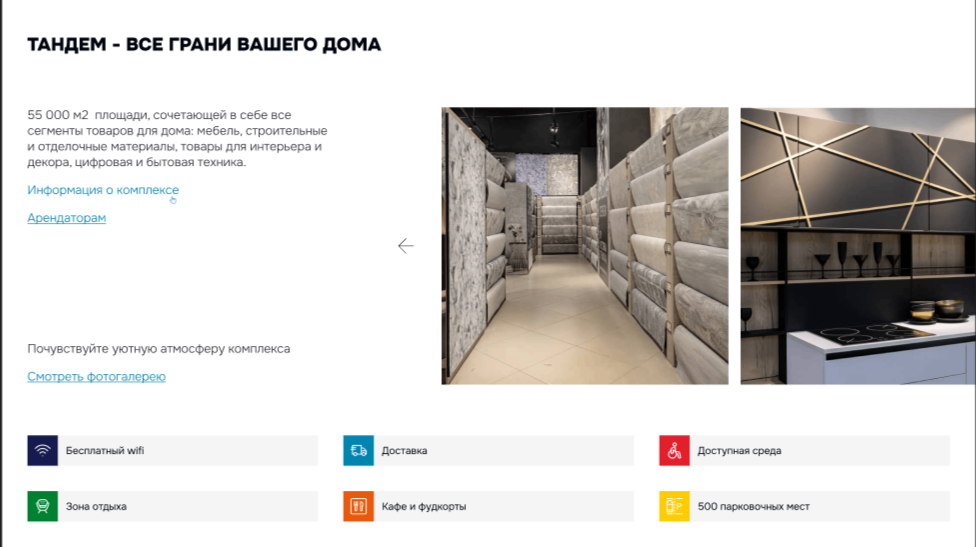 ТАНДЕМ - ВСЕ ГРАНИ ВАШЕГО ДОМА
55 000 м2 площади, сочетающей в себе все
сегменты товаров для дома: мебель, строительные
и отделочные материалы, товары для интерьера и
декора, цифровая и бытовая техника.
Информация о комплексе
Арендаторам
Почувствуйте уютную атмосферу комплекса
Смотреть фотогалерею
Бесплатный wifi
Доставка
Доступная среда
Зона отдыха
Кафе и фудкорты
P
500 парковочных мест